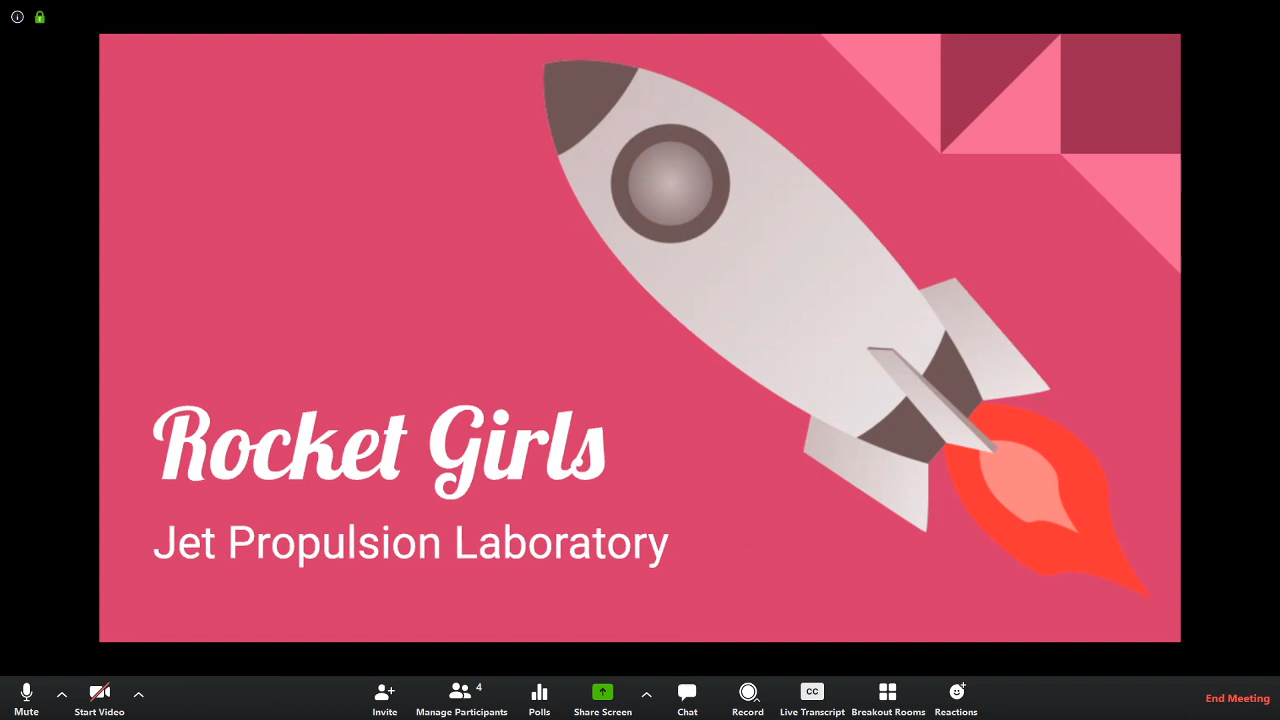 Rocket Girls
Jet Propulsion Laboratory
4
CC
Mute
Start Video
Invite
Manage Participants
Polls
Share Screen
Chat
Record
Live Transcript
Breakout Rooms
Reactions
End Meeting